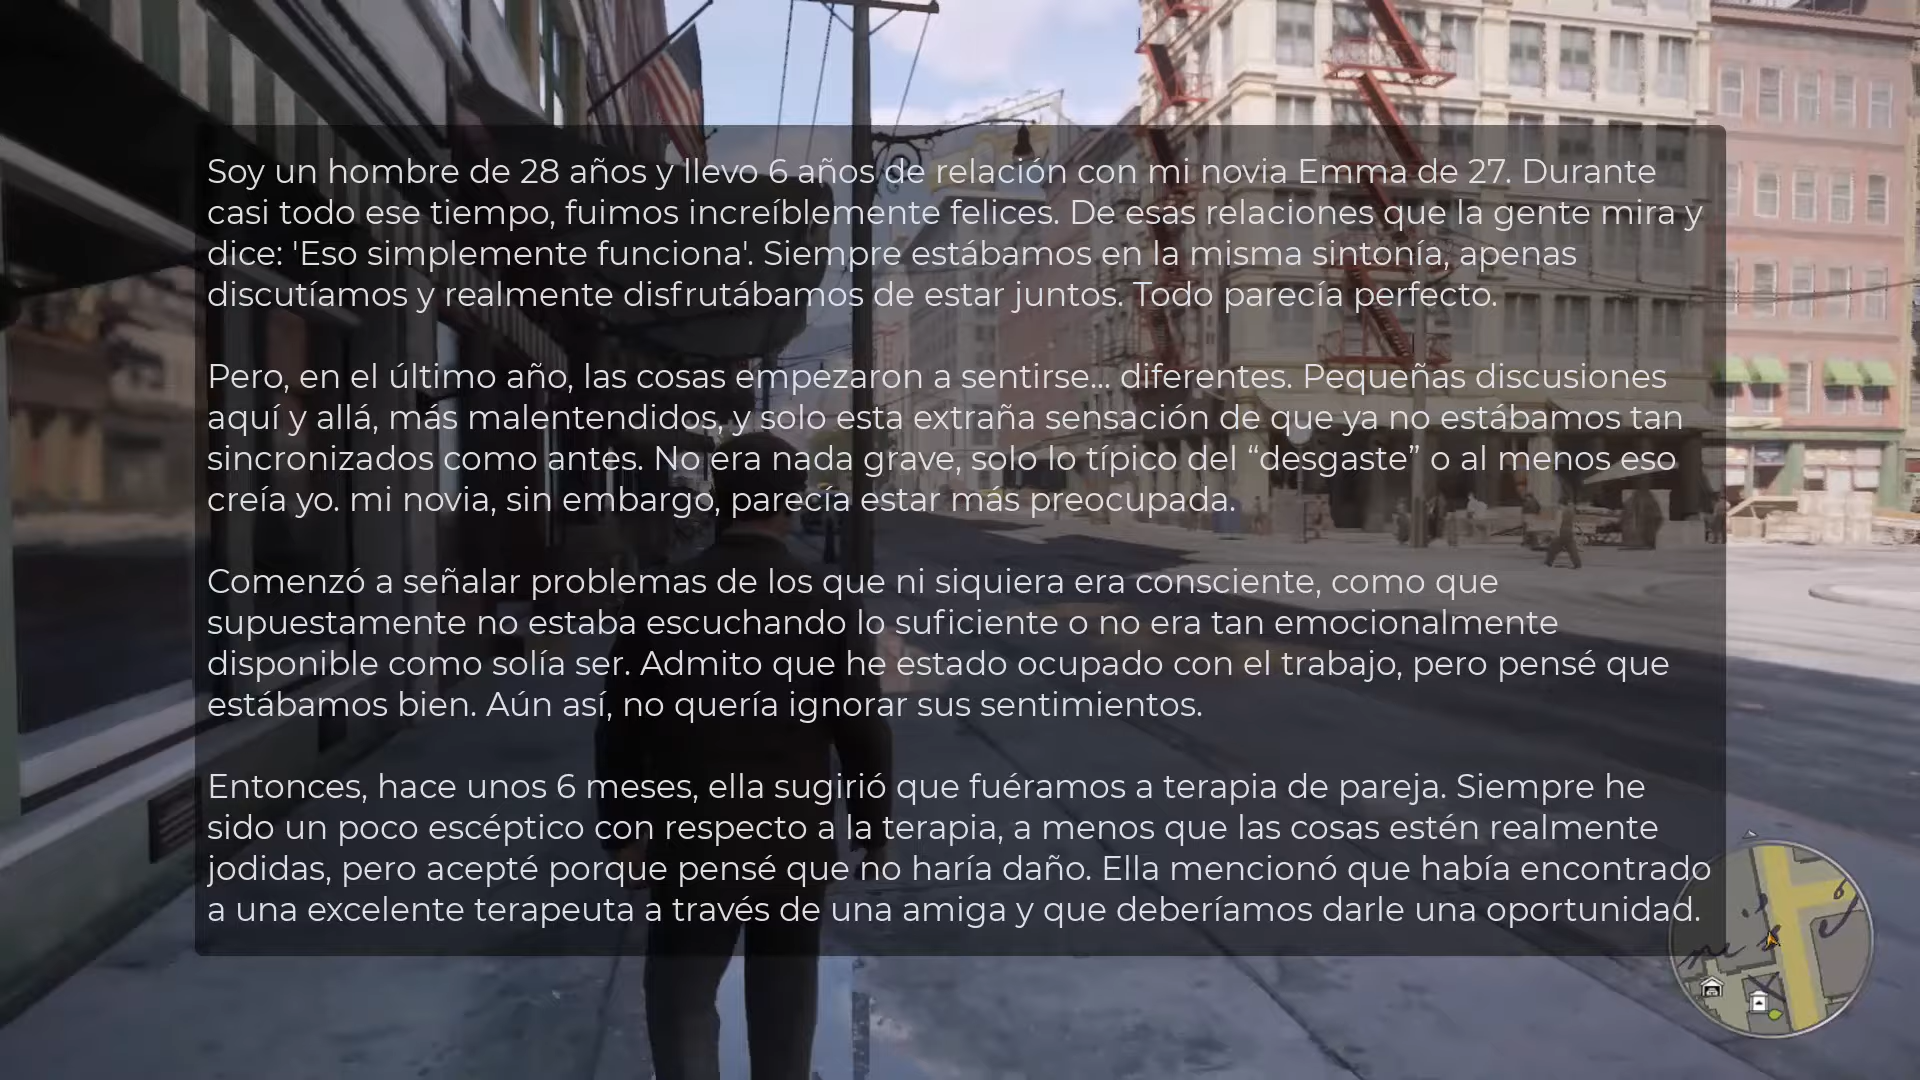 Soy un hombre de 28 años y llevo 6 años de relación con mi novia Emma de 27. Durante
casi todo ese tiempo, fuimos increíblemente felices. De esas relaciones que la gente mira y
dice: 'Eso simplemente funciona'. Siempre estábamos en la misma sintonía, apenas
discutíamos y realmente disfrutábamos de estar juntos. Todo parecía perfecto.
Pero, en el último año, las cosas empezaron a sentirse... diferentes. Pequeñas discusiones
aquí y allá, más malentendidos, y solo esta extraña sensación de que ya no estábamos tan
sincronizados como antes. No era nada grave, solo lo típico del “desgaste” o al menos eso
creía yo. mi novia, sin embargo, parecía estar más preocupada.
Comenzó a señalar problemas de los que ni siquiera era consciente, como que
supuestamente no estaba escuchando lo suficiente o no era tan emocionalmente
disponible como solía ser. Admito que he estado ocupado con el trabajo, pero pensé que
estábamos bien. Aún así, no quería ignorar sus sentimientos.
Entonces, hace unos 6 meses, ella sugirió que fuéramos a terapia de pareja. Siempre he
sido un poco escéptico con respecto a la terapia, a menos que las cosas estén realmente
jodidas, pero acepté porque pensé que no haría daño. Ella mencionó que había encontrado
a una excelente terapeuta a través de una amiga y que deberíamos darle una oportunidad.